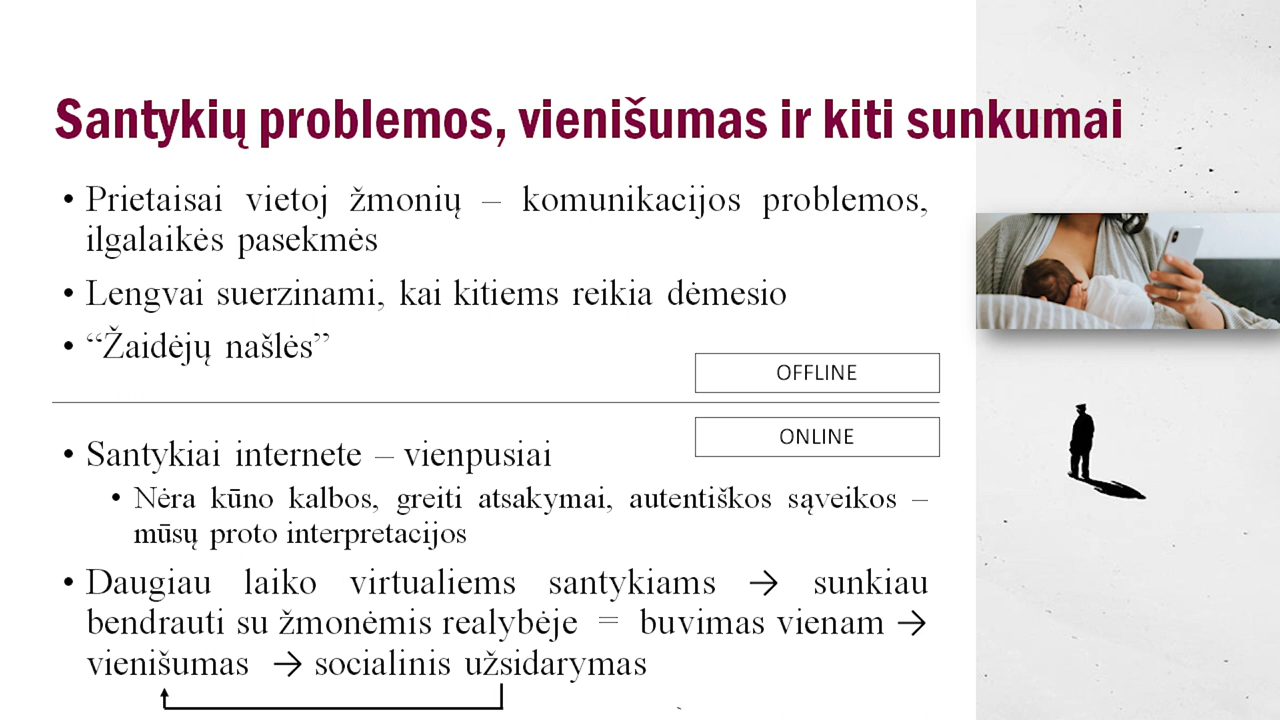 Santykių problemos, vienišumas ir kiti sunkumai
• Prietaisai vietoj žmonių – komunikacijos problemos,
ilgalaikės pasekmės
• Lengvai suerzinami, kai kitiems reikia dėmesio
• “Žaidėjų našlės”
OFFLINE
ONLINE
• Santykiai internete – vienpusiai
• Nėra kūno kalbos, greiti atsakymai, autentiškos sąveikos –
mūsų proto interpretacijos
• Daugiau laiko virtualiems santykiams → sunkiau
bendrauti su žmonėmis realybėje = buvimas vienam →
vienišumas → socialinis užsidarymas